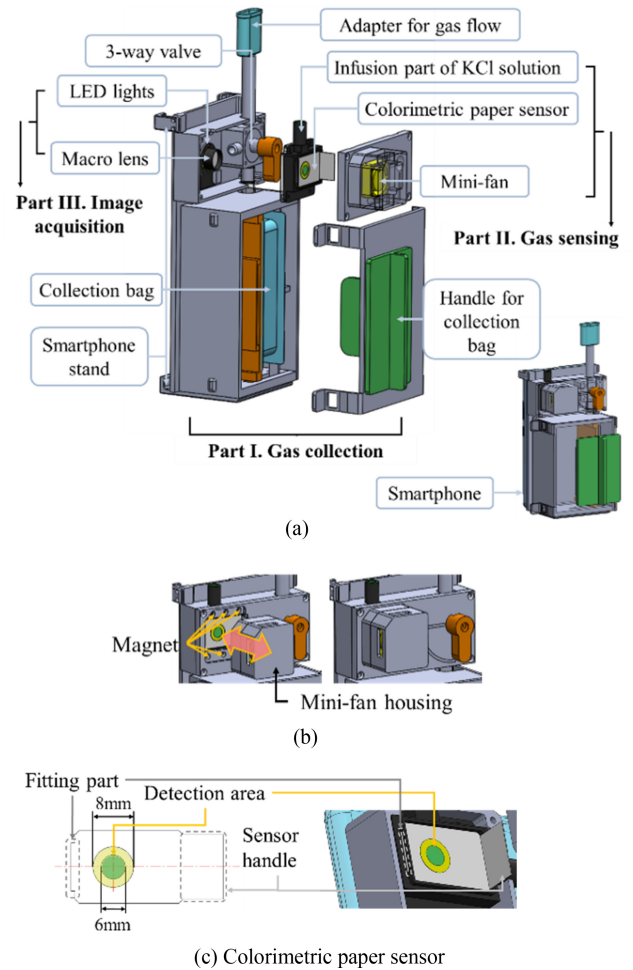 Adapter for gas flow
3-way valve
Infusion part of KCl solution
LED lights
Colorimetric paper sensor
Macro lens
Mini-fan
Part III. Image
acquisition
Part II. Gas sensing
Collection bag
Handle for
collection
bag
Smartphone
stand
Part I. Gas collection
Smartphone
(a)
Magnet
Mini-fan housing
(b)
Fitting part
Detection area
8mm
Sensor
handle
6mm
(c) Colorimetric paper sensor